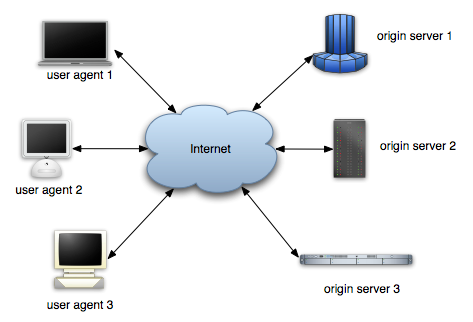 origin server 1
user agent 1
Internet
origin server 2
user agent 2
origin server 3
user agent 3